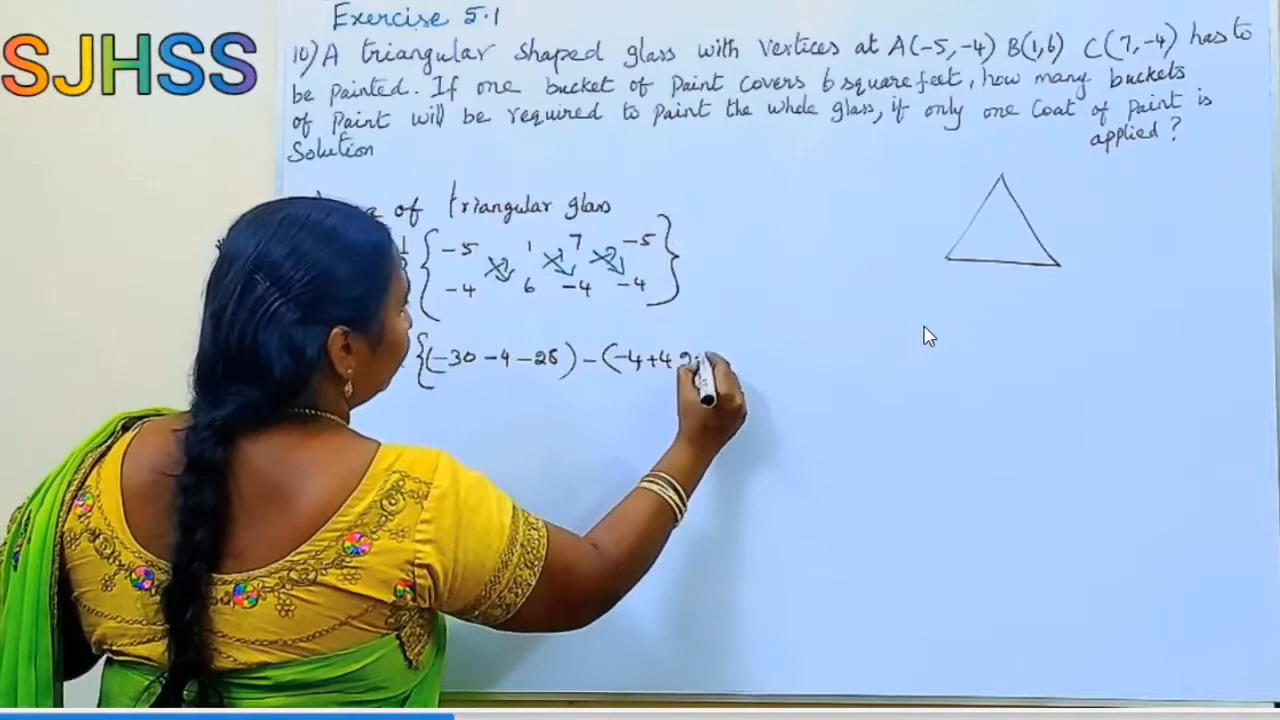 SJHSS
Exercise 5.1
10) A triangular shaped glass with vertices at A(-5,-4) B(1,6) C(7,-4) has to
be painted. If one bucket of Paint covers 6 squarefeet, how many buckets
of Paint will be required to Paint the whole glass, if only one Coat of Paint is
applied?
Solution
of triangular glass
{ -5 1 7 -5
-4 6 -4 -4 }
{(-30 -4 -28) - (-4+4